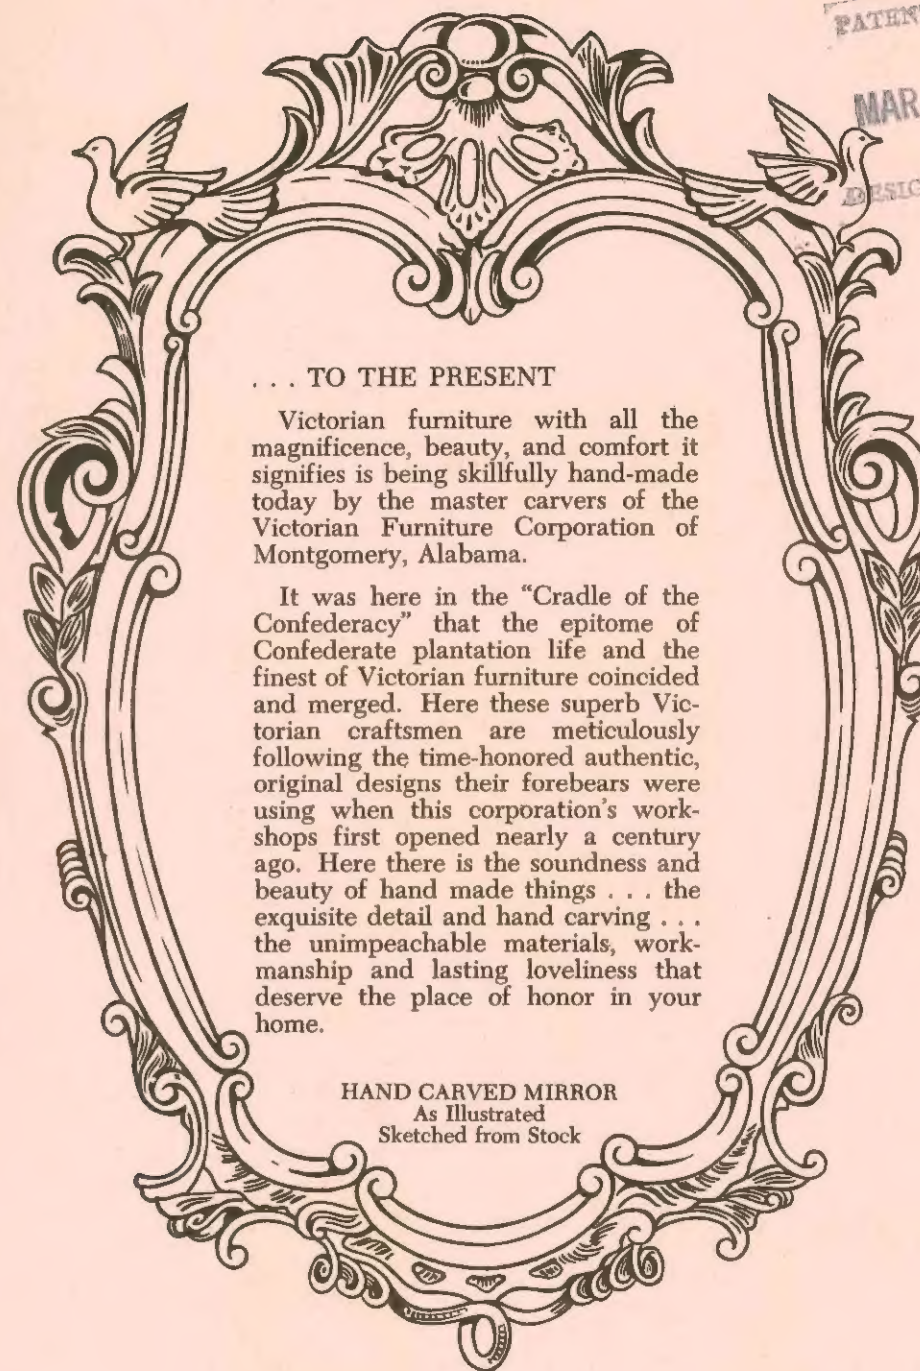 PATEN
MAR
DESIG
. . . TO THE PRESENT
Victorian furniture with all the
magnificence, beauty, and comfort it
signifies is being skillfully hand-made
today by the master carvers of the
Victorian Furniture Corporation of
Montgomery, Alabama.
It was here in the “Cradle of the
Confederacy” that the epitome of
Confederate plantation life and the
finest of Victorian furniture coincided
and merged. Here these superb Vic-
torian craftsmen are meticulously
following the time-honored authentic,
original designs their forebears were
using when this corporation's work-
shops first opened nearly a century
ago. Here there is the soundness and
beauty of hand made things . . . the
exquisite detail and hand carving . . .
the unimpeachable materials, work-
manship and lasting loveliness that
deserve the place of honor in your
home.
HAND CARVED MIRROR
As Illustrated
Sketched from Stock